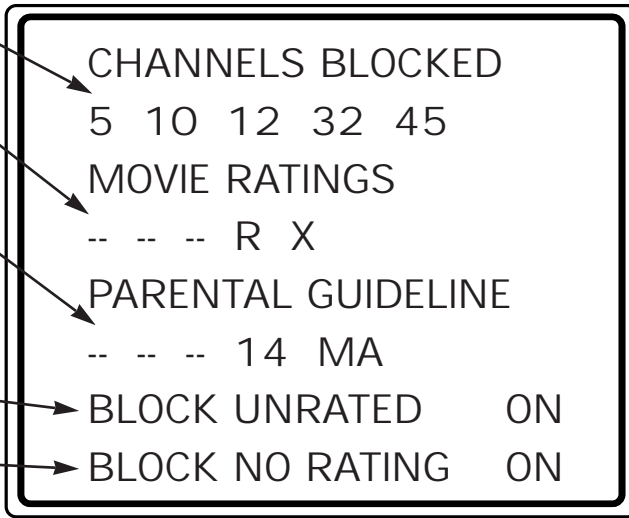 CHANNELS BLOCKED
5 10 12 32 45
MOVIE RATINGS
-- -- -- R X
PARENTAL GUIDELINE
-- -- -- 14 MA
BLOCK UNRATED ON
BLOCK NO RATING ON